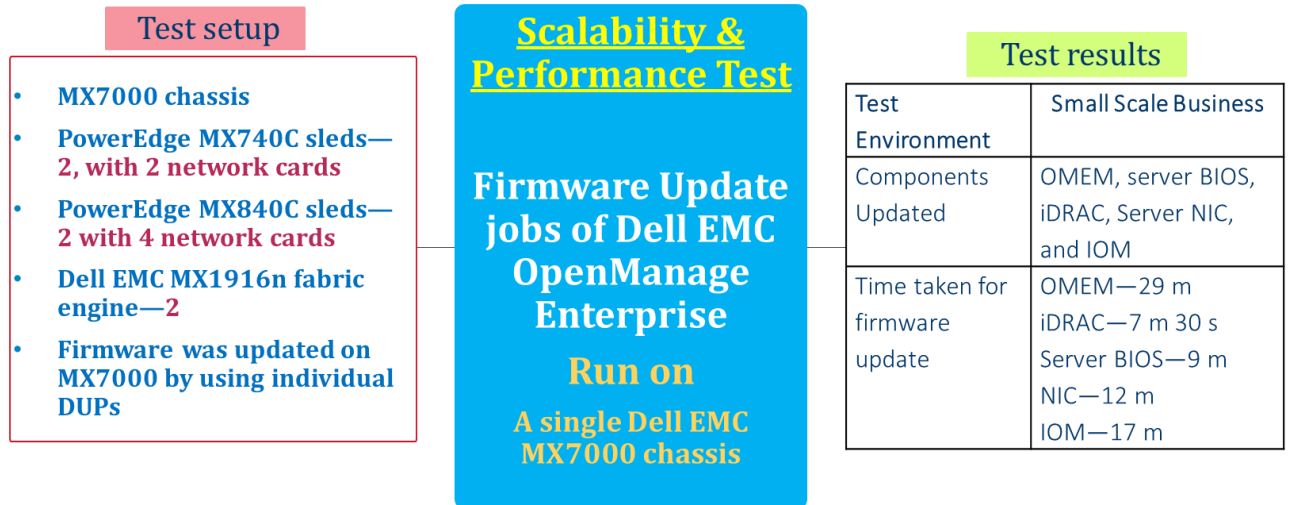 Test setup
• MX7000 chassis
• PowerEdge MX740C sleds—
2, with 2 network cards
• PowerEdge MX840C sleds—
2 with 4 network cards
• Dell EMC MX1916n fabric
engine—2
• Firmware was updated on
MX7000 by using individual
DUPs
Scalability &
Performance Test
Firmware Update
jobs of Dell EMC
OpenManage
Enterprise
Run on
A single Dell EMC
MX7000 chassis
Test results
Test
Environment
Small Scale Business
Components
Updated
OMEM, server BIOS,
iDRAC, Server NIC,
and IOM
Time taken for
firmware
update
OMEM—29 m
iDRAC—7 m 30 s
Server BIOS—9 m
NIC—12 m
IOM—17 m